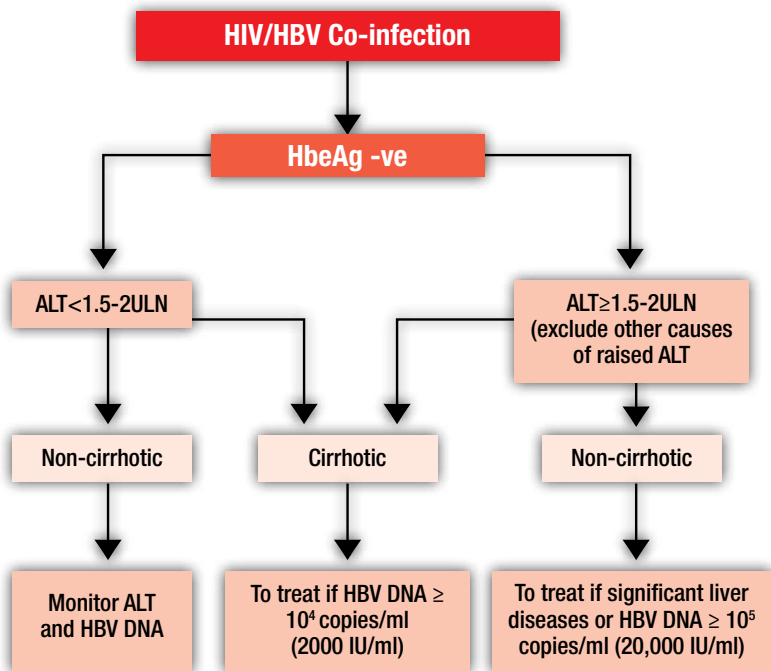 HIV/HBV Co-infection
HbeAg -ve
ALT<1.5-2ULN
ALT≥1.5-2ULN
(exclude other causes
of raised ALT
Non-cirrhotic
Cirrhotic
Non-cirrhotic
Monitor ALT
and HBV DNA
To treat if HBV DNA ≥
10⁴ copies/ml
(2000 IU/ml)
To treat if significant liver
diseases or HBV DNA ≥ 10⁵
copies/ml (20,000 IU/ml)